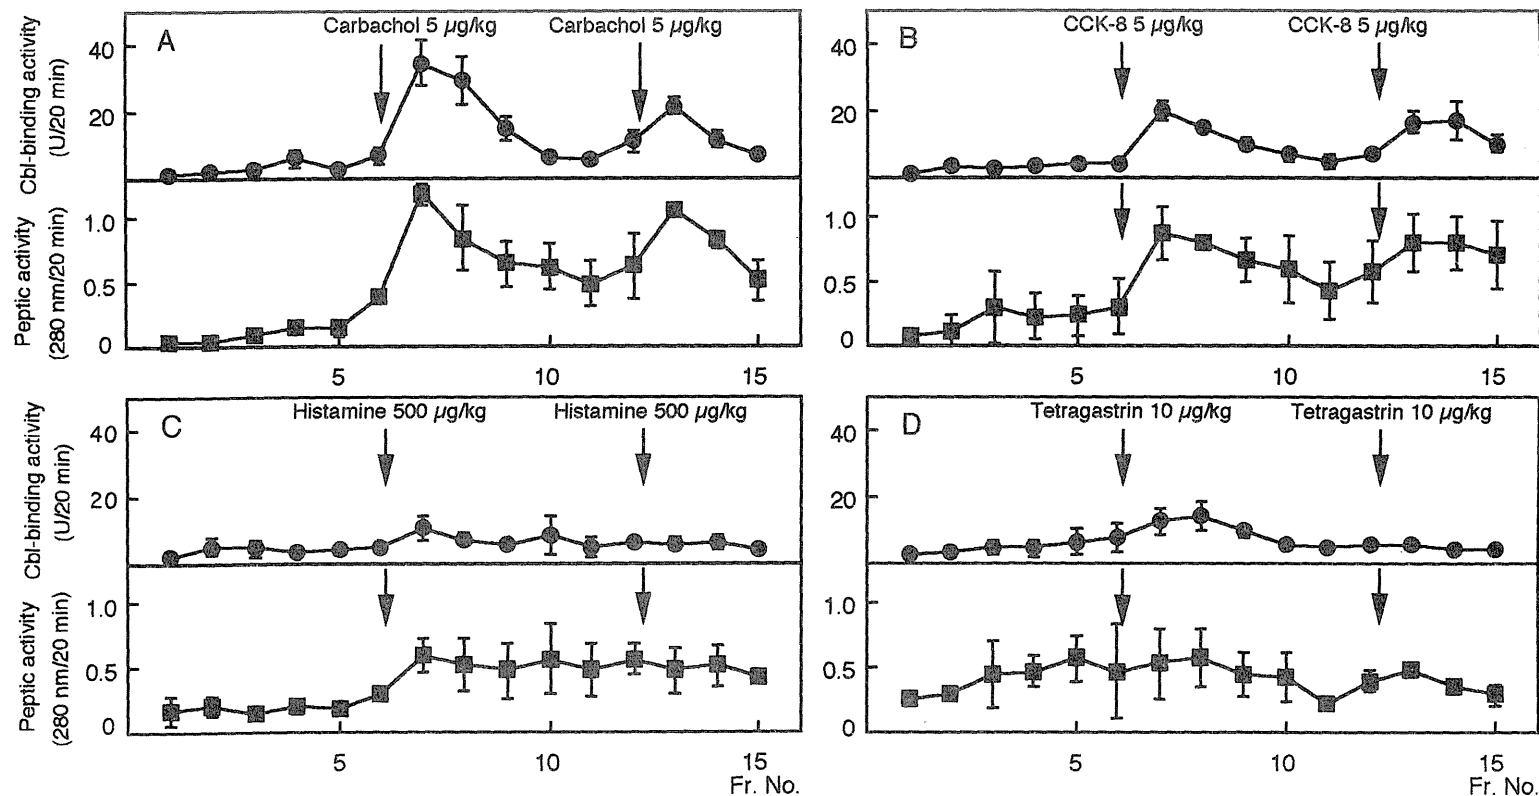 Carbachol 5 µg/kg
Carbachol 5 µg/kg
A
40
20
Cbl-binding activity
(U/20 min)
1.0
0.5
0
Peptic activity
(280 nm/20 min)
5
10
15
CCK-8 5 µg/kg
CCK-8 5 µg/kg
B
40
20
1.0
0.5
0
5
10
15
Histamine 500 µg/kg
Histamine 500 µg/kg
C
40
20
Cbl-binding activity
(U/20 min)
1.0
0.5
0
Peptic activity
(280 nm/20 min)
5
10
15
Fr. No.
Tetragastrin 10 µg/kg
Tetragastrin 10 µg/kg
D
40
20
1.0
0.5
0
5
10
15
Fr. No.